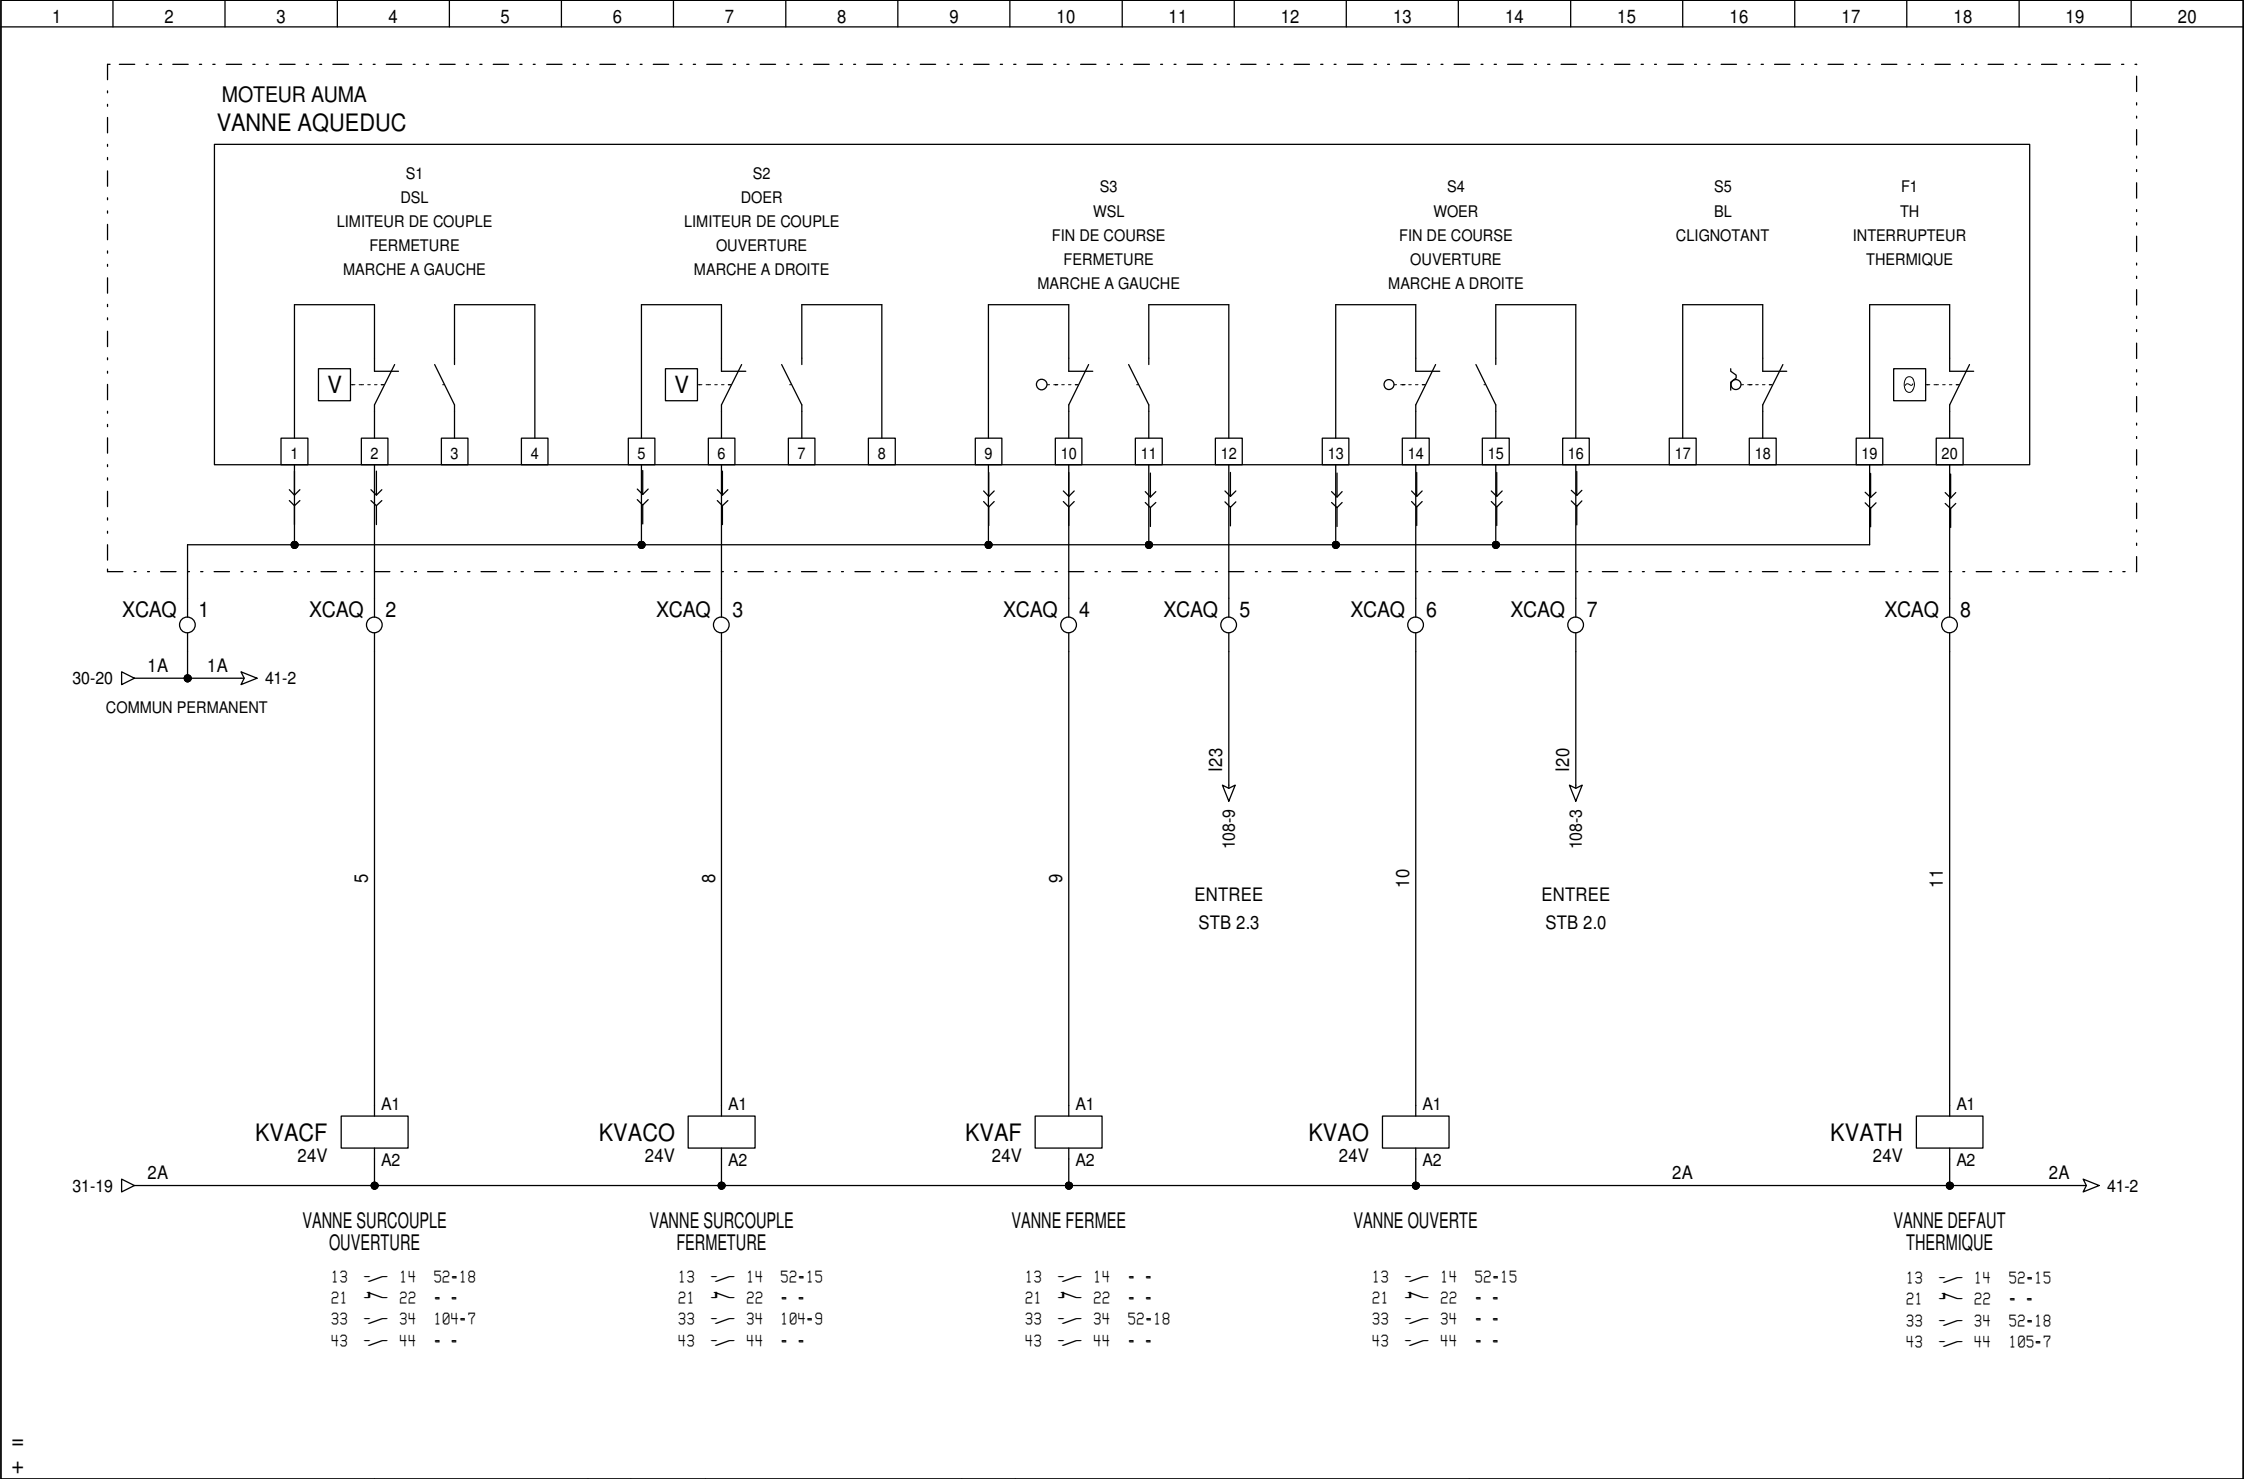 1 2 3 4 5 6 7 8 9 10 11 12 13 14 15 16 17 18 19 20
MOTEUR AUMA
VANNE AQUEDUC
S1
DSL
LIMITEUR DE COUPLE
FERMETURE
MARCHE A GAUCHE
S2
DOER
LIMITEUR DE COUPLE
OUVERTURE
MARCHE A DROITE
S3
WSL
FIN DE COURSE
FERMETURE
MARCHE A GAUCHE
S4
WOER
FIN DE COURSE
OUVERTURE
MARCHE A DROITE
S5
BL
CLIGNOTANT
F1
TH
INTERRUPTEUR
THERMIQUE
V V Θ
1 2 3 4 5 6 7 8 9 10 11 12 13 14 15 16 17 18 19 20
XCAQ 1 XCAQ 2 XCAQ 3 XCAQ 4 XCAQ 5 XCAQ 6 XCAQ 7 XCAQ 8
30-20 1A 1A 41-2
COMMUN PERMANENT
I23
108-9
ENTREE
STB 2.3
I20
108-3
ENTREE
STB 2.0
5 8 9 10 11
A1 A1 A1 A1 A1
KVACF KVACO KVAF KVAO KVATH
24V 24V 24V 24V 24V
A2 A2 A2 A2 A2
31-19 2A 2A 2A 41-2
VANNE SURCOUPLE
OUVERTURE
13 14 52-18
21 22 - -
33 34 104-7
43 44 - -
VANNE SURCOUPLE
FERMETURE
13 14 52-15
21 22 - -
33 34 104-9
43 44 - -
VANNE FERMEE
13 14 - -
21 22 - -
33 34 52-18
43 44 - -
VANNE OUVERTE
13 14 52-15
21 22 - -
33 34 - -
43 44 - -
VANNE DEFAUT
THERMIQUE
13 14 52-15
21 22 - -
33 34 52-18
43 44 105-7
=
+